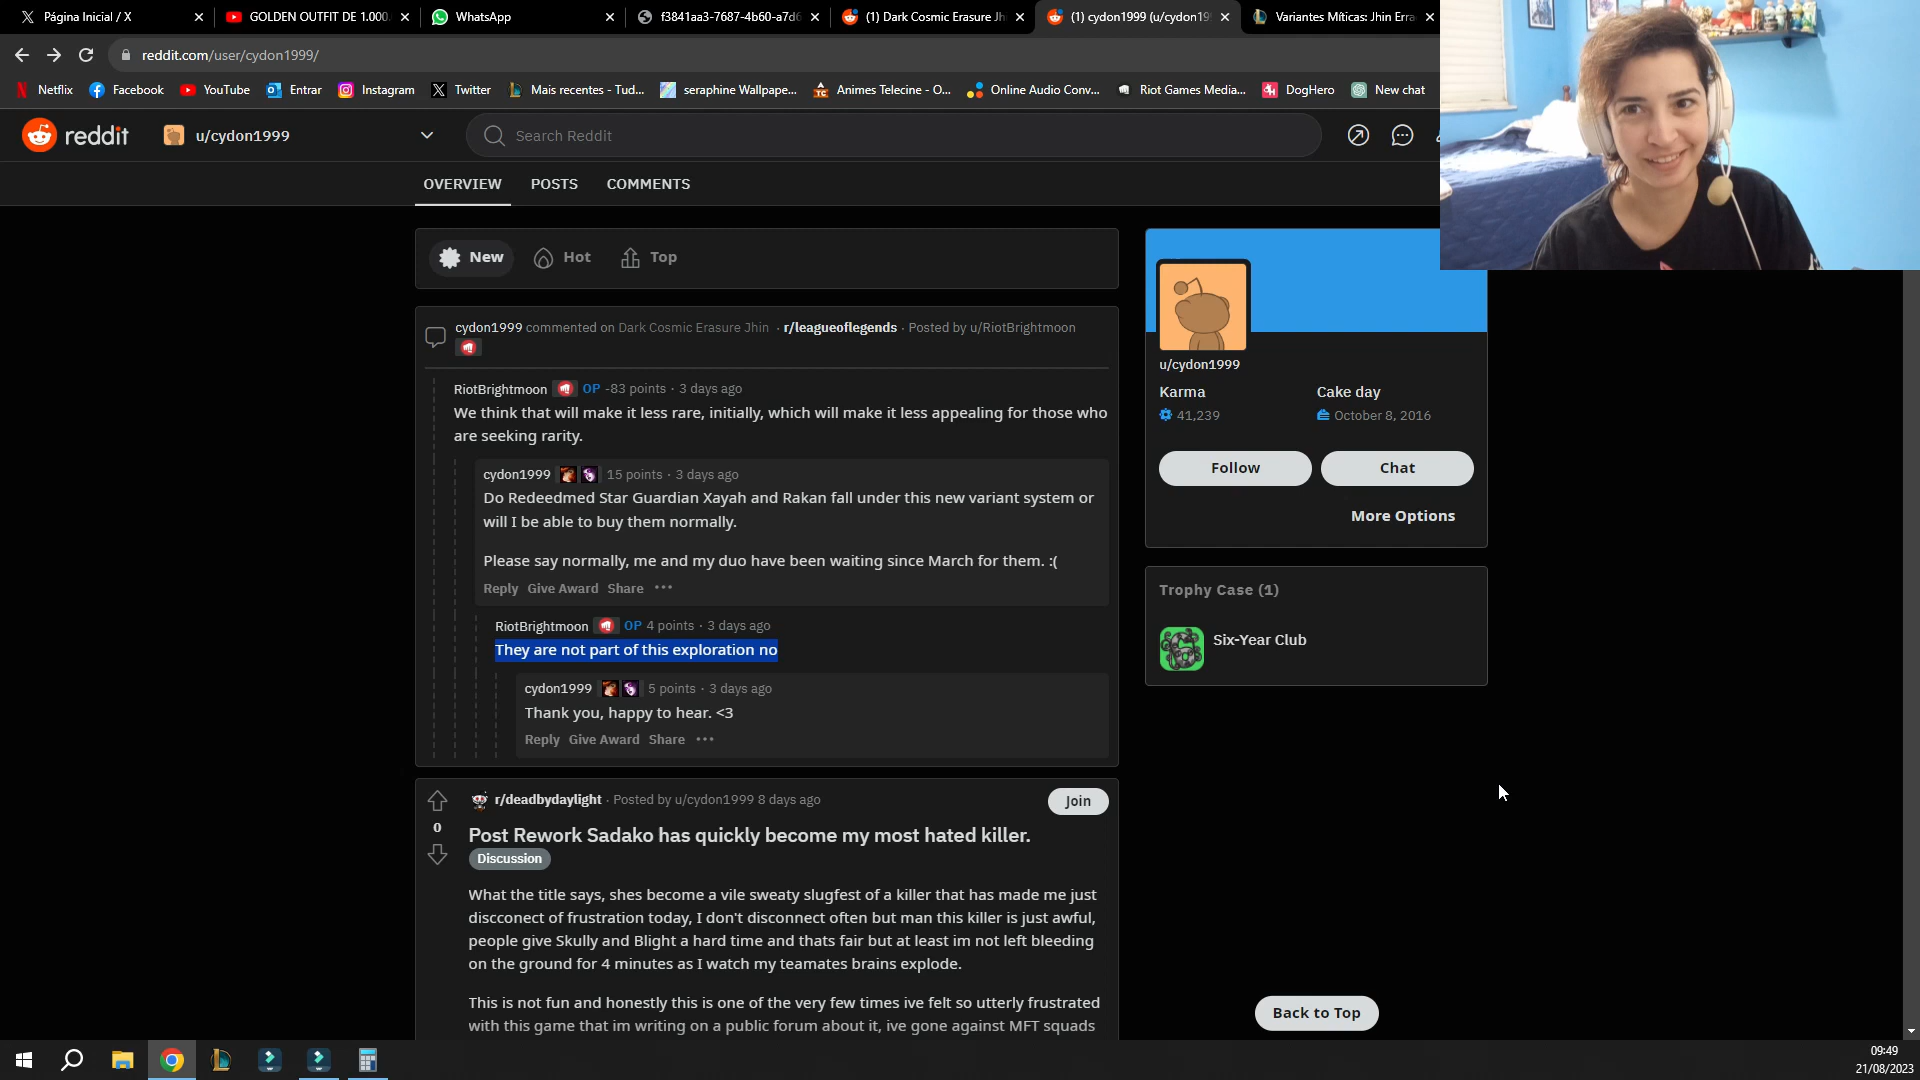 Página Inicial / X
GOLDEN OUTFIT DE 1.000.
WhatsApp
f3841aa3-7687-4b60-a7d6
(1) Dark Cosmic Erasure Jh
(1) cydon1999 (u/cydon19
Variantes Míticas: Jhin Erra
reddit.com/user/cydon1999/
Netflix
Facebook
YouTube
Entrar
Instagram
Twitter
Mais recentes - Tud...
seraphine Wallpape...
Animes Telecine - O...
Online Audio Conv...
Riot Games Media...
DogHero
New chat
reddit
u/cydon1999
Search Reddit
OVERVIEW
POSTS
COMMENTS
New
Hot
Top
cydon1999 commented on Dark Cosmic Erasure Jhin · r/leagueoflegends · Posted by u/RiotBrightmoon
RiotBrightmoon OP -83 points · 3 days ago
We think that will make it less rare, initially, which will make it less appealing for those who
are seeking rarity.
cydon1999 15 points · 3 days ago
Do Redeedmed Star Guardian Xayah and Rakan fall under this new variant system or
will I be able to buy them normally.
Please say normally, me and my duo have been waiting since March for them. :(
Reply Give Award Share •••
RiotBrightmoon OP 4 points · 3 days ago
They are not part of this exploration no
cydon1999 5 points · 3 days ago
Thank you, happy to hear. <3
Reply Give Award Share •••
r/deadbydaylight · Posted by u/cydon1999 8 days ago
Join
0
Post Rework Sadako has quickly become my most hated killer.
Discussion
What the title says, shes become a vile sweaty slugfest of a killer that has made me just
discconect of frustration today, I don't disconnect often but man this killer is just awful,
people give Skully and Blight a hard time and thats fair but at least im not left bleeding
on the ground for 4 minutes as I watch my teamates brains explode.
This is not fun and honestly this is one of the very few times ive felt so utterly frustrated
with this game that im writing on a public forum about it, ive gone against MFT squads
u/cydon1999
Karma
Cake day
41,239
October 8, 2016
Follow
Chat
More Options
Trophy Case (1)
Six-Year Club
Back to Top
09:49
21/08/2023